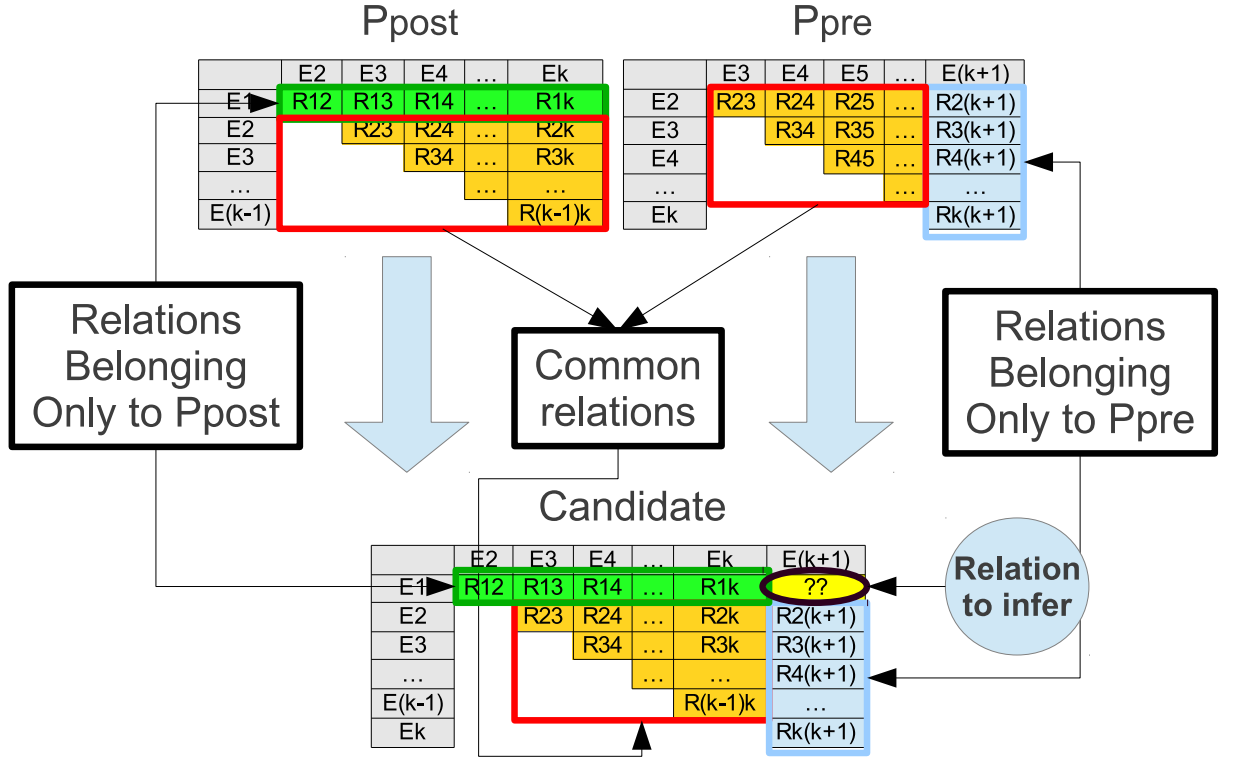 Ppost
E2 E3 E4 ... Ek
E1 R12 R13 R14 ... R1k
E2 R23 R24 ... R2k
E3 R34 ... R3k
... ... ...
E(k-1) R(k-1)k
Ppre
E3 E4 E5 ... E(k+1)
E2 R23 R24 R25 ... R2(k+1)
E3 R34 R35 ... R3(k+1)
E4 R45 ... R4(k+1)
... ... ...
Ek Rk(k+1)
Relations
Belonging
Only to Ppost
Common
relations
Relations
Belonging
Only to Ppre
Candidate
E2 E3 E4 ... Ek E(k+1)
E1 R12 R13 R14 ... R1k ??
E2 R23 R24 ... R2k R2(k+1)
E3 R34 ... R3k R3(k+1)
... ... ... R4(k+1)
E(k-1) R(k-1)k ...
Ek Rk(k+1)
Relation
to infer